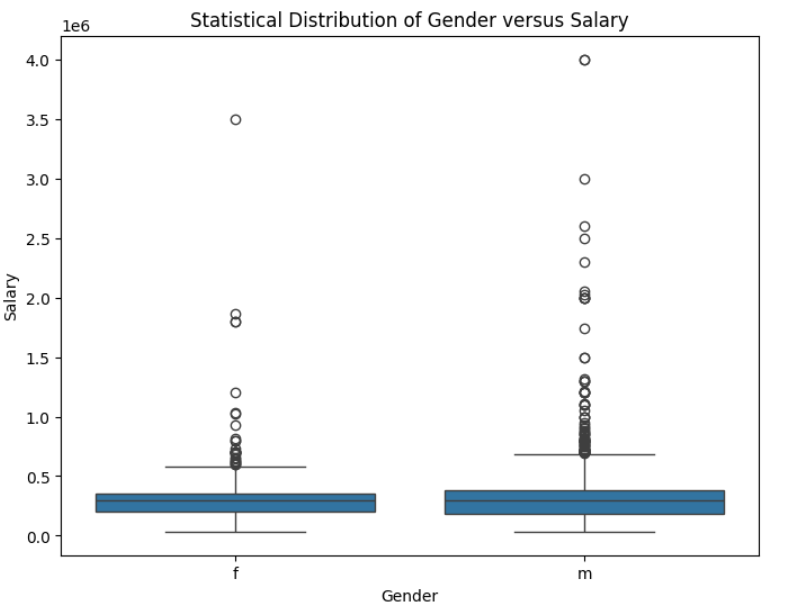 Statistical Distribution of Gender versus Salary
1e6
4.0
3.5
3.0
2.5
2.0
1.5
1.0
0.5
0.0
Salary
f
m
Gender